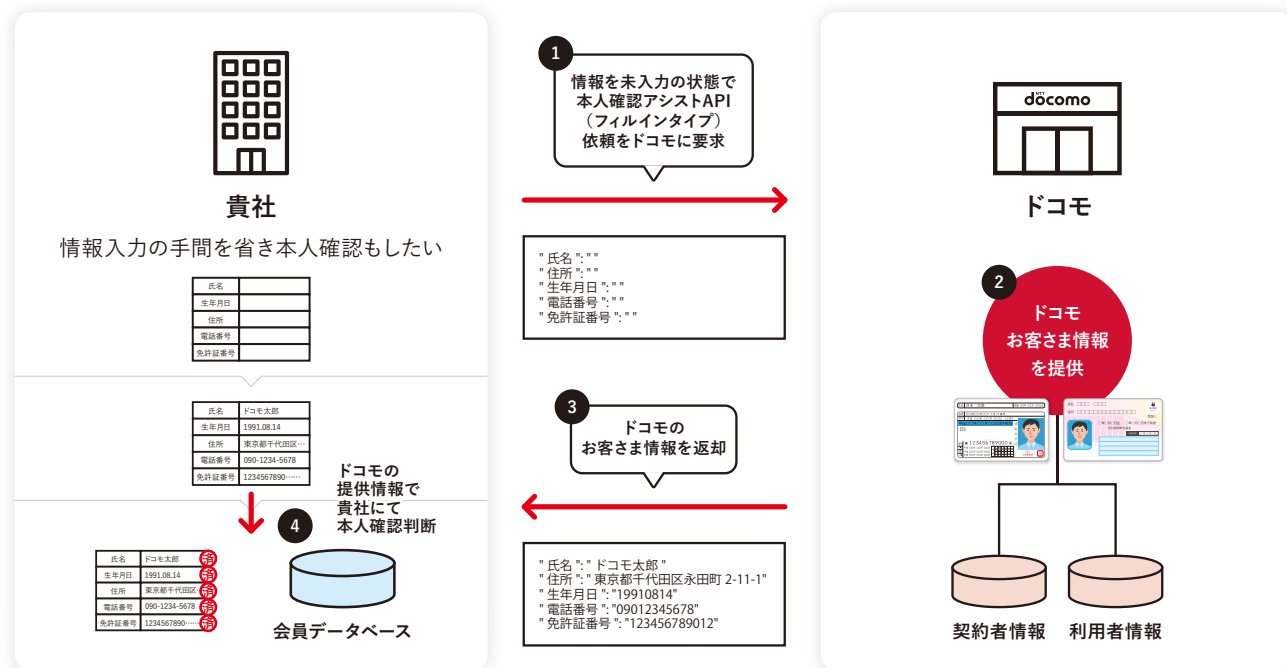 貴社
情報入力の手間を省き本人確認もしたい
氏名
生年月日
住所
電話番号
免許証番号
氏名 ドコモ太郎
生年月日 1991.08.14
住所 東京都千代田区…
電話番号 090-1234-5678
免許証番号 1234567890……
ドコモの
提供情報で
貴社にて
本人確認判断
4
氏名 ドコモ太郎 済
生年月日 1991.08.14 済
住所 東京都千代田区 済
電話番号 090-1234-5678 済
免許証番号 1234567890…… 済
会員データベース
1
情報を未入力の状態で
本人確認アシストAPI
（フィルインタイプ）
依頼をドコモに要求
" 氏名 ":" "
" 住所 ":" "
" 生年月日 ":" "
" 電話番号 ":" "
" 免許証番号 ":" "
3
ドコモの
お客さま情報を返却
" 氏名 ":" ドコモ太郎 "
" 住所 ":" 東京都千代田区永田町 2-11-1"
" 生年月日 ":"19910814"
" 電話番号 ":"09012345678"
" 免許証番号 ":"123456789012"
NTT
döcomo
ドコモ
2
ドコモ
お客さま情報
を提供
123456789000
契約者情報 利用者情報